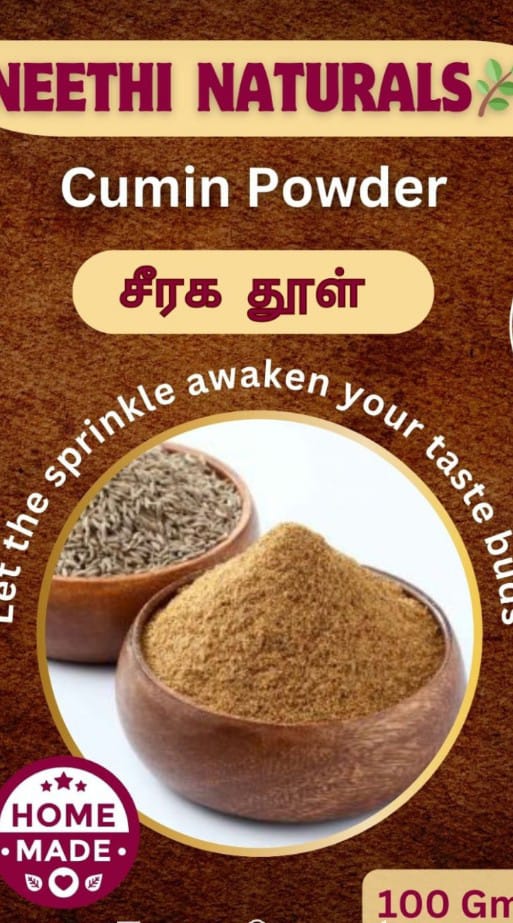 NEETHI NATURALS
Cumin Powder
சீரக தூள்
Let the sprinkle awaken your taste buds
HOME
MADE
100 Gm